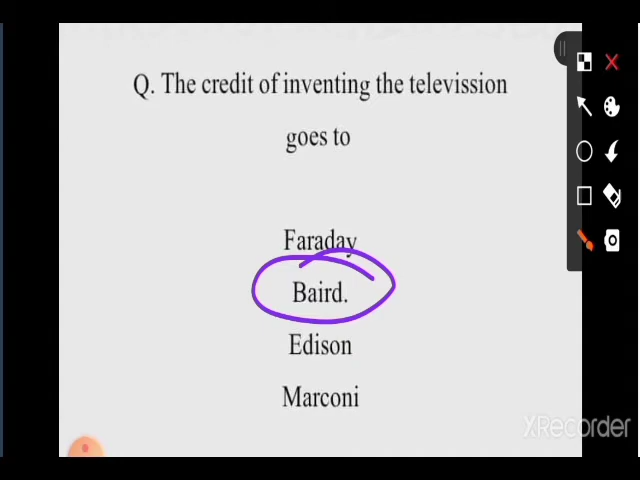 Q. The credit of inventing the televission
goes to
Faraday
Baird.
Edison
Marconi
XRecorder